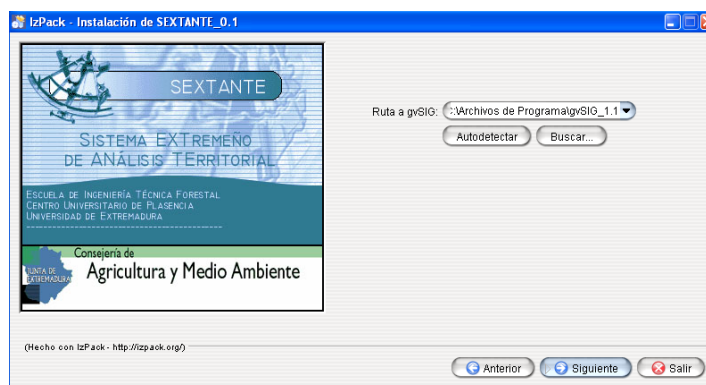 IzPack - Instalación de SEXTANTE_0.1
SEXTANTE
SISTEMA EXTREMEÑO
DE ANÁLISIS TERRITORIAL
ESCUELA DE INGENIERÍA TÉCNICA FORESTAL
CENTRO UNIVERSITARIO DE PLASENCIA
UNIVERSIDAD DE EXTREMADURA
Consejería de
Agricultura y Medio Ambiente
JUNTA DE
EXTREMADURA
Ruta a gvSIG: :\Archivos de Programa\gvSIG_1.1
Autodetectar Buscar...
(Hecho con IzPack - http://izpack.org/)
Anterior Siguiente Salir